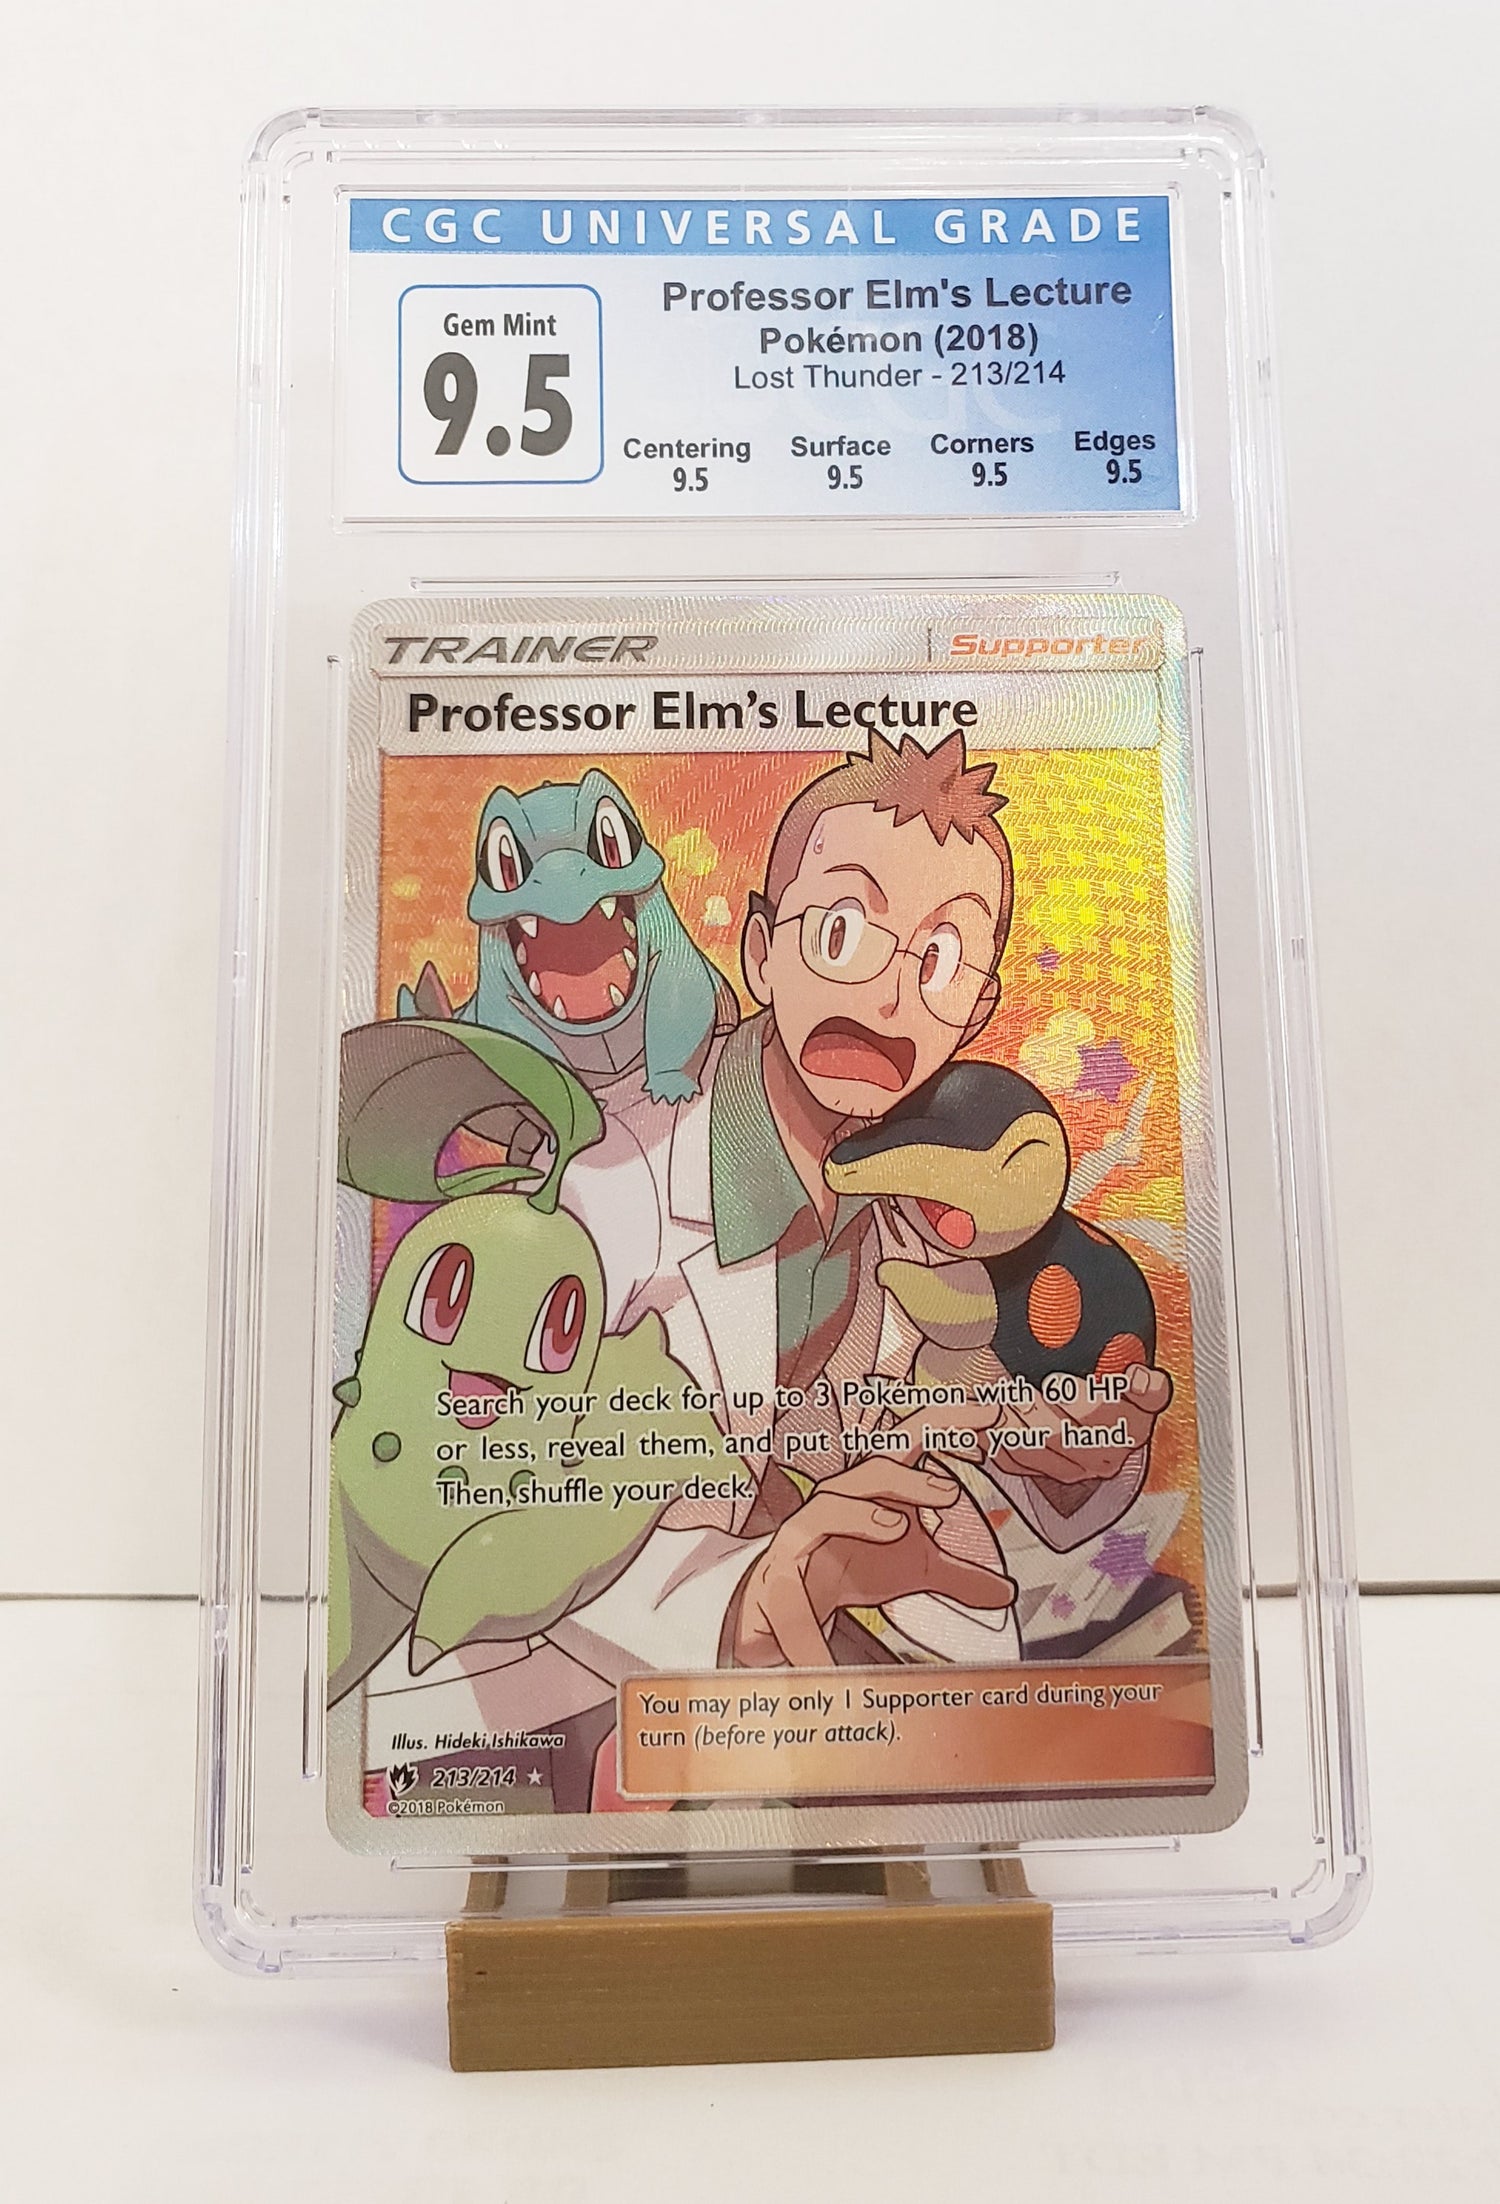 CGC UNIVERSAL GRADE
Gem Mint
9.5
Professor Elm's Lecture
Pokémon (2018)
Lost Thunder - 213/214
Centering Surface Corners Edges
9.5 9.5 9.5 9.5
TRAINER Supporter
Professor Elm's Lecture
Search your deck for up to 3 Pokémon with 60 HP
or less, reveal them, and put them into your hand.
Then, shuffle your deck.
You may play only 1 Supporter card during your
turn (before your attack).
Illus. Hideki Ishikawa
213/214
©2018 Pokémon